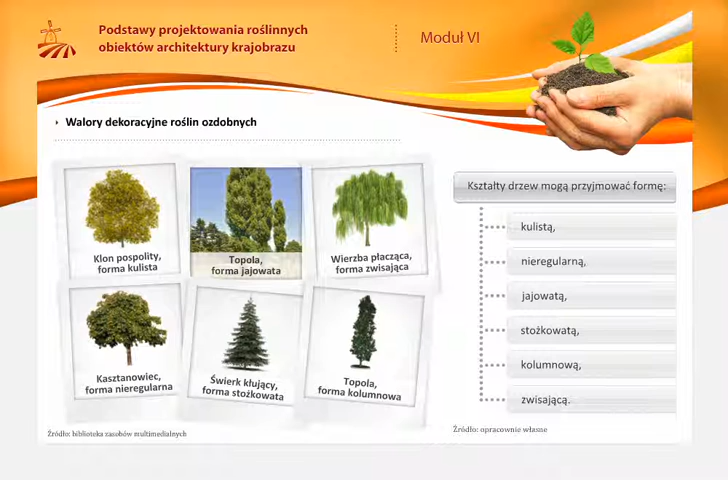 Podstawy projektowania roślinnych
obiektów architektury krajobrazu
Moduł VI
Walory dekoracyjne roślin ozdobnych
Klon pospolity,
forma kulista
Topola,
forma jajowata
Wierzba płacząca,
forma zwisająca
Kasztanowiec,
forma nieregularna
Świerk kłujący,
forma stożkowata
Topola,
forma kolumnowa
Źródło: biblioteka zasobów multimedialnych
Kształty drzew mogą przyjmować formę:
kulistą,
nieregularną,
jajowatą,
stożkowatą,
kolumnową,
zwisającą.
Źródło: opracownie własne